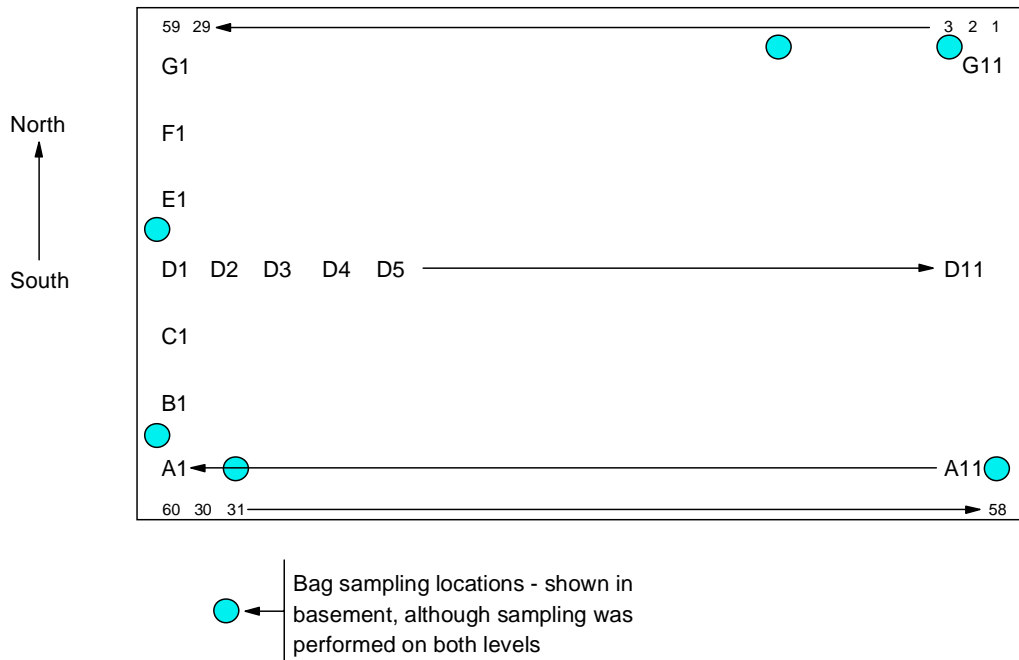 59 29 3 2 1
G1 G11
North
F1
E1
South
D1 D2 D3 D4 D5 D11
C1
B1
A1 A11
60 30 31 58
Bag sampling locations - shown in
basement, although sampling was
performed on both levels